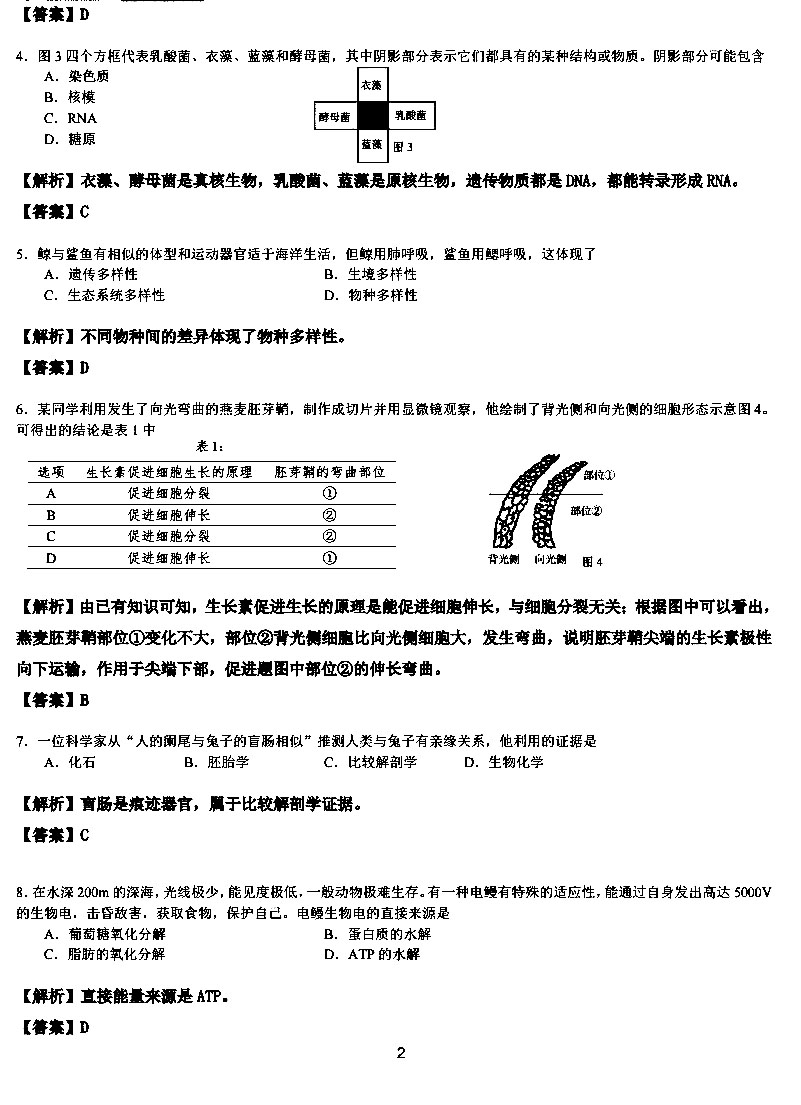 【答案】D
4．图3四个方框代表乳酸菌、衣藻、蓝藻和酵母菌，其中阴影部分表示它们都具有的某种结构或物质。阴影部分可能包含
A．染色质
B．核模
C．RNA
D．糖原
衣藻
酵母菌
乳酸菌
蓝藻
图3
【解析】衣藻、酵母菌是真核生物，乳酸菌、蓝藻是原核生物，遗传物质都是DNA，都能转录形成RNA。
【答案】C
5．鲸与鲨鱼有相似的体型和运动器官适于海洋生活，但鲸用肺呼吸，鲨鱼用鳃呼吸，这体现了
A．遗传多样性 B．生境多样性
C．生态系统多样性 D．物种多样性
【解析】不同物种间的差异体现了物种多样性。
【答案】D
6．某同学利用发生了向光弯曲的燕麦胚芽鞘，制作成切片并用显微镜观察，他绘制了背光侧和向光侧的细胞形态示意图4。
可得出的结论是表1中
表1：
选项 生长素促进细胞生长的原理 胚芽鞘的弯曲部位
A 促进细胞分裂 ①
B 促进细胞伸长 ②
C 促进细胞分裂 ②
D 促进细胞伸长 ①
部位①
部位②
背光侧 向光侧 图4
【解析】由已有知识可知，生长素促进生长的原理是能促进细胞伸长，与细胞分裂无关；根据图中可以看出，
燕麦胚芽鞘部位①变化不大，部位②背光侧细胞比向光侧细胞大，发生弯曲，说明胚芽鞘尖端的生长素极性
向下运输，作用于尖端下部，促进题图中部位②的伸长弯曲。
【答案】B
7．一位科学家从“人的阑尾与兔子的盲肠相似”推测人类与兔子有亲缘关系，他利用的证据是
A．化石 B．胚胎学 C．比较解剖学 D．生物化学
【解析】盲肠是痕迹器官，属于比较解剖学证据。
【答案】C
8．在水深200m的深海，光线极少，能见度极低，一般动物极难生存。有一种电鳗有特殊的适应性，能通过自身发出高达5000V
的生物电，击昏敌害，获取食物，保护自己。电鳗生物电的直接来源是
A．葡萄糖氧化分解 B．蛋白质的水解
C．脂肪的氧化分解 D．ATP的水解
【解析】直接能量来源是ATP。
【答案】D
2